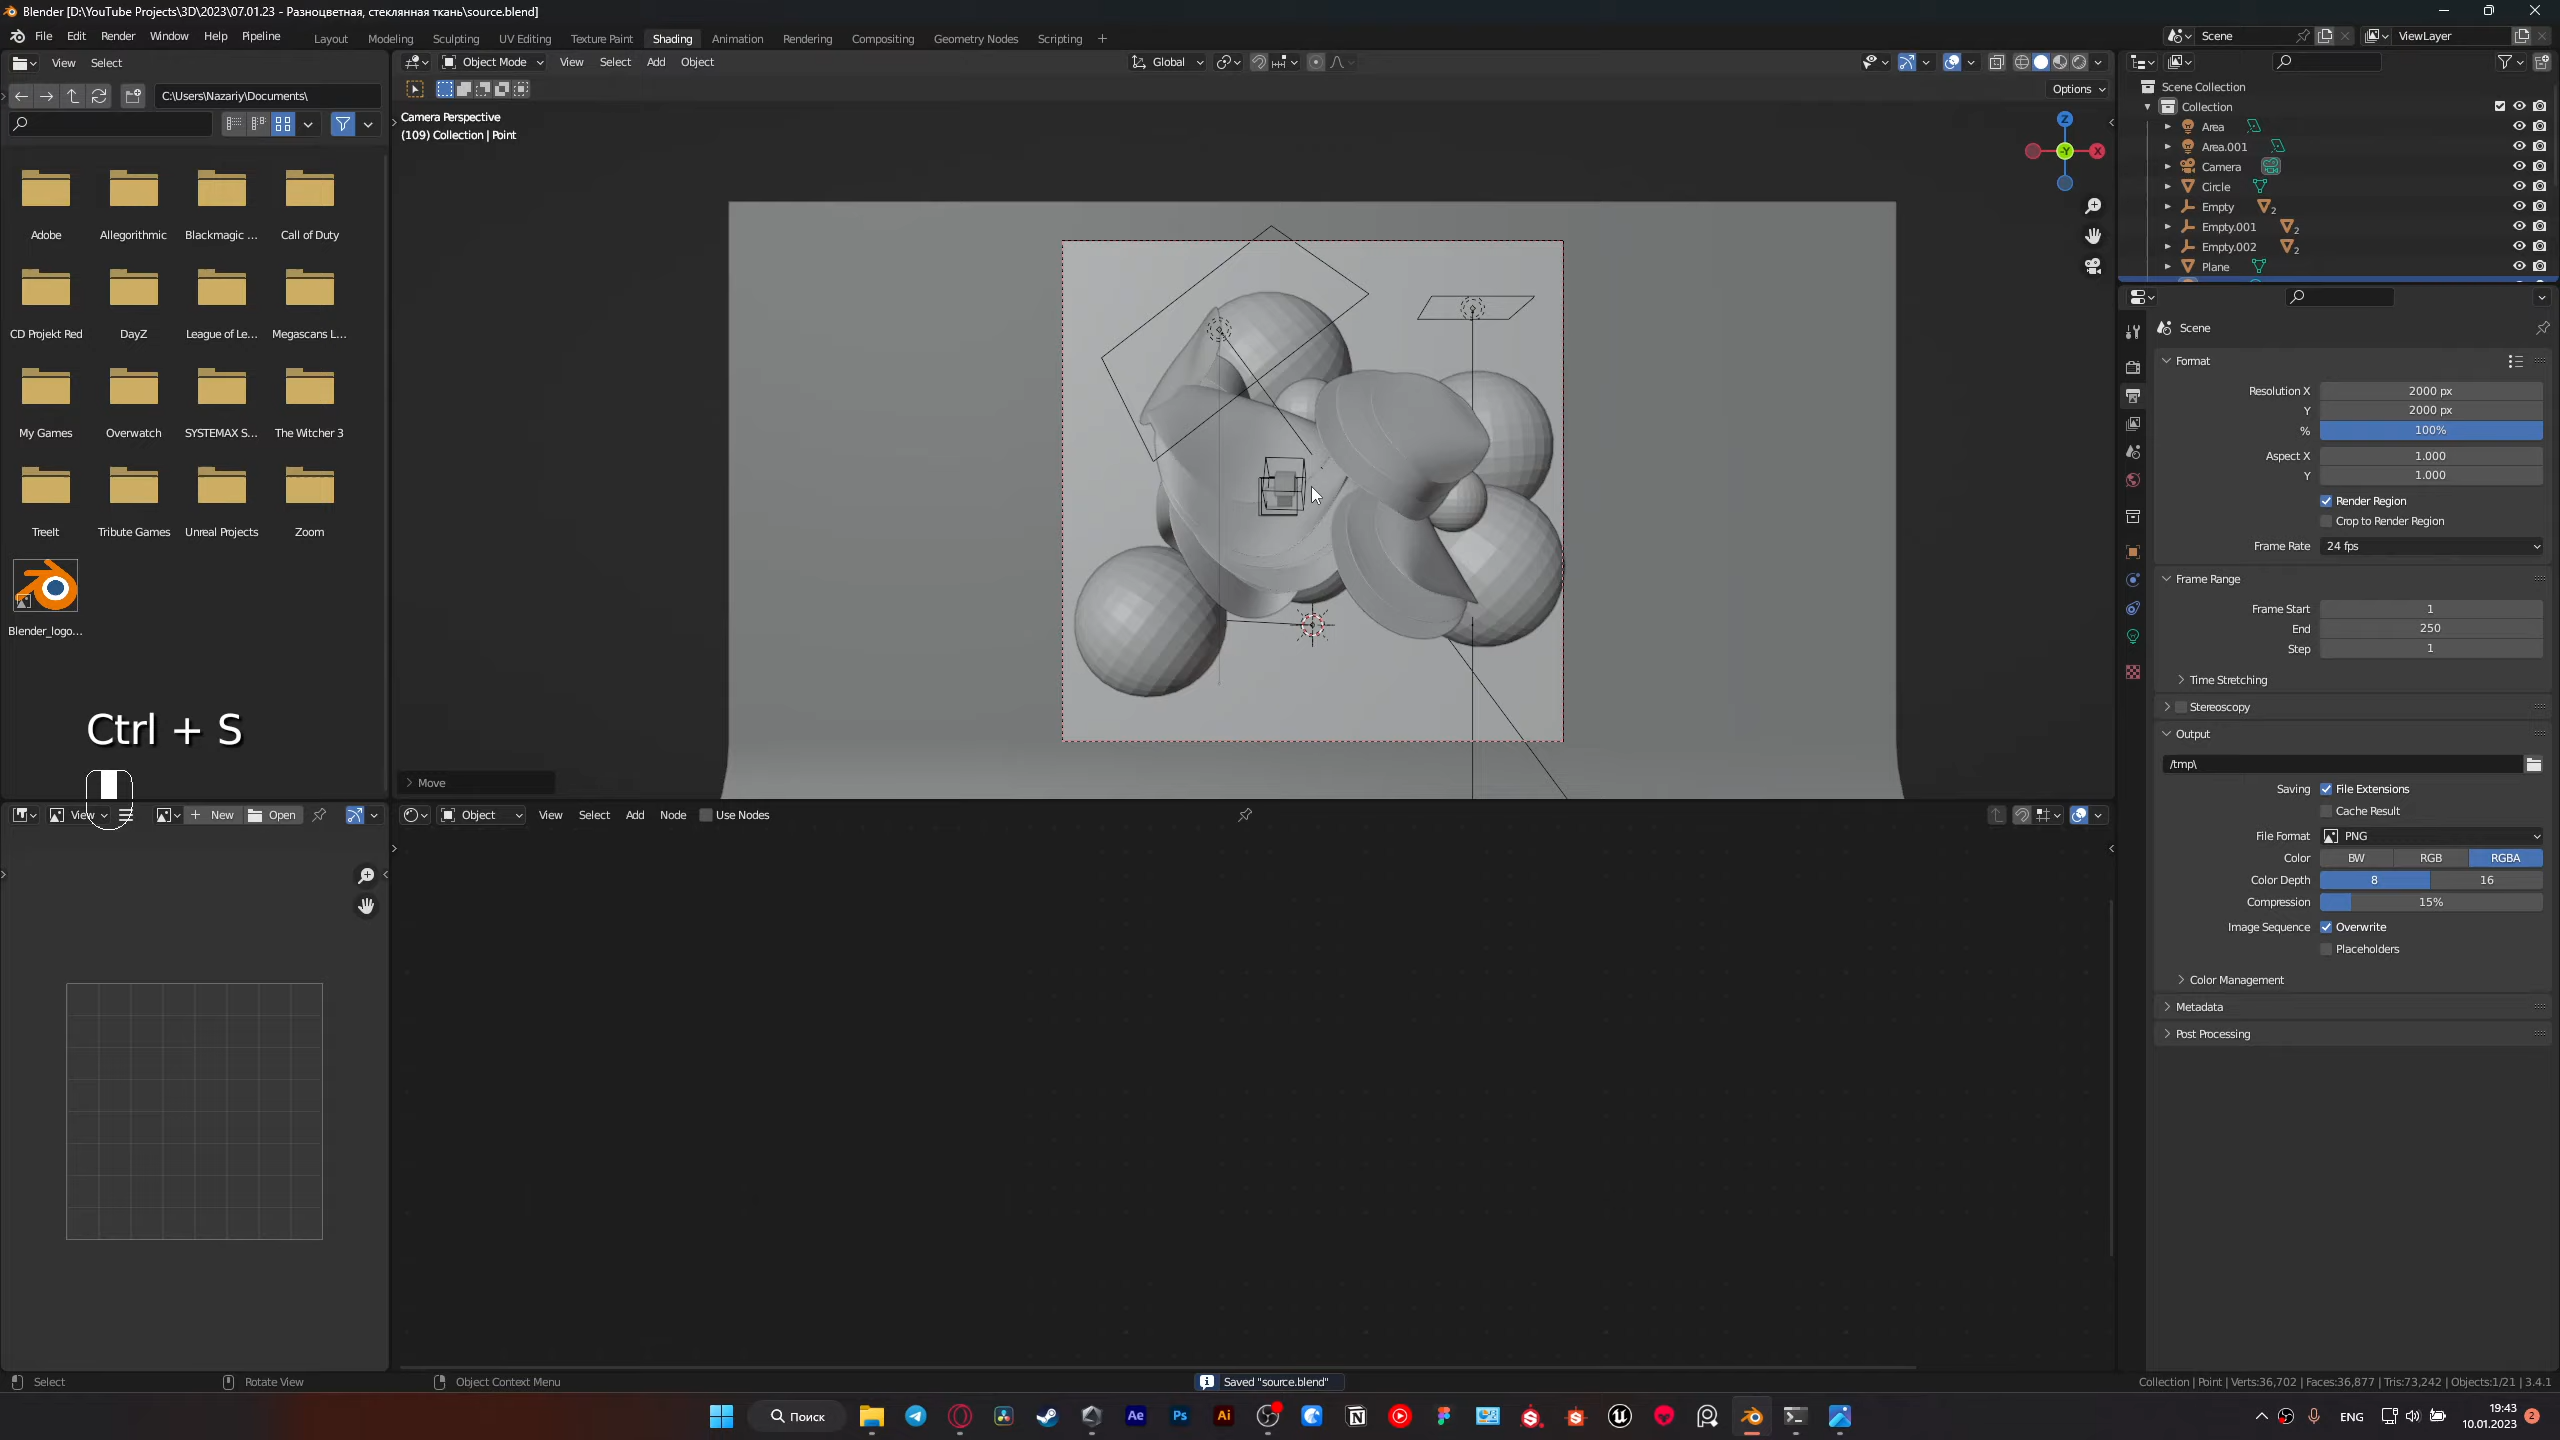 Blender [D:\YouTube Projects\3D\2023\07.01.23 - Разноцветная, стеклянная ткань\source.blend]
File Edit Render Window Help Pipeline
Layout Modeling Sculpting UV Editing Texture Paint Shading Animation Rendering Compositing Geometry Nodes Scripting +
Scene
ViewLayer
View Select
C:\Users\Nazariy\Documents\
Adobe
Allegorithmic
Blackmagic ...
Call of Duty
CD Projekt Red
DayZ
League of Le...
Megascans L...
My Games
Overwatch
SYSTEMAX S...
The Witcher 3
TreeIt
Tribute Games
Unreal Projects
Zoom
Blender_logo...
Ctrl + S
Object Mode View Select Add Object
Global
Options
Camera Perspective
(109) Collection | Point
Z
-Y
X
Move
View
New
Open
Object View Select Add Node Use Nodes
Scene Collection
Collection
Area
Area.001
Camera
Circle
Empty 2
Empty.001 2
Empty.002 2
Plane
Scene
Format
Resolution X 2000 px
Y 2000 px
% 100%
Aspect X 1.000
Y 1.000
Render Region
Crop to Render Region
Frame Rate 24 fps
Frame Range
Frame Start 1
End 250
Step 1
Time Stretching
Stereoscopy
Output
/tmp\
Saving File Extensions
Cache Result
File Format PNG
Color BW RGB RGBA
Color Depth 8 16
Compression 15%
Image Sequence Overwrite
Placeholders
Color Management
Metadata
Post Processing
Select
Rotate View
Object Context Menu
Saved "source.blend"
Collection | Point | Verts:36,702 | Faces:36,877 | Tris:73,242 | Objects:1/21 | 3.4.1
Поиск
Ae
Ps
Ai
ENG
19:43
10.01.2023
2